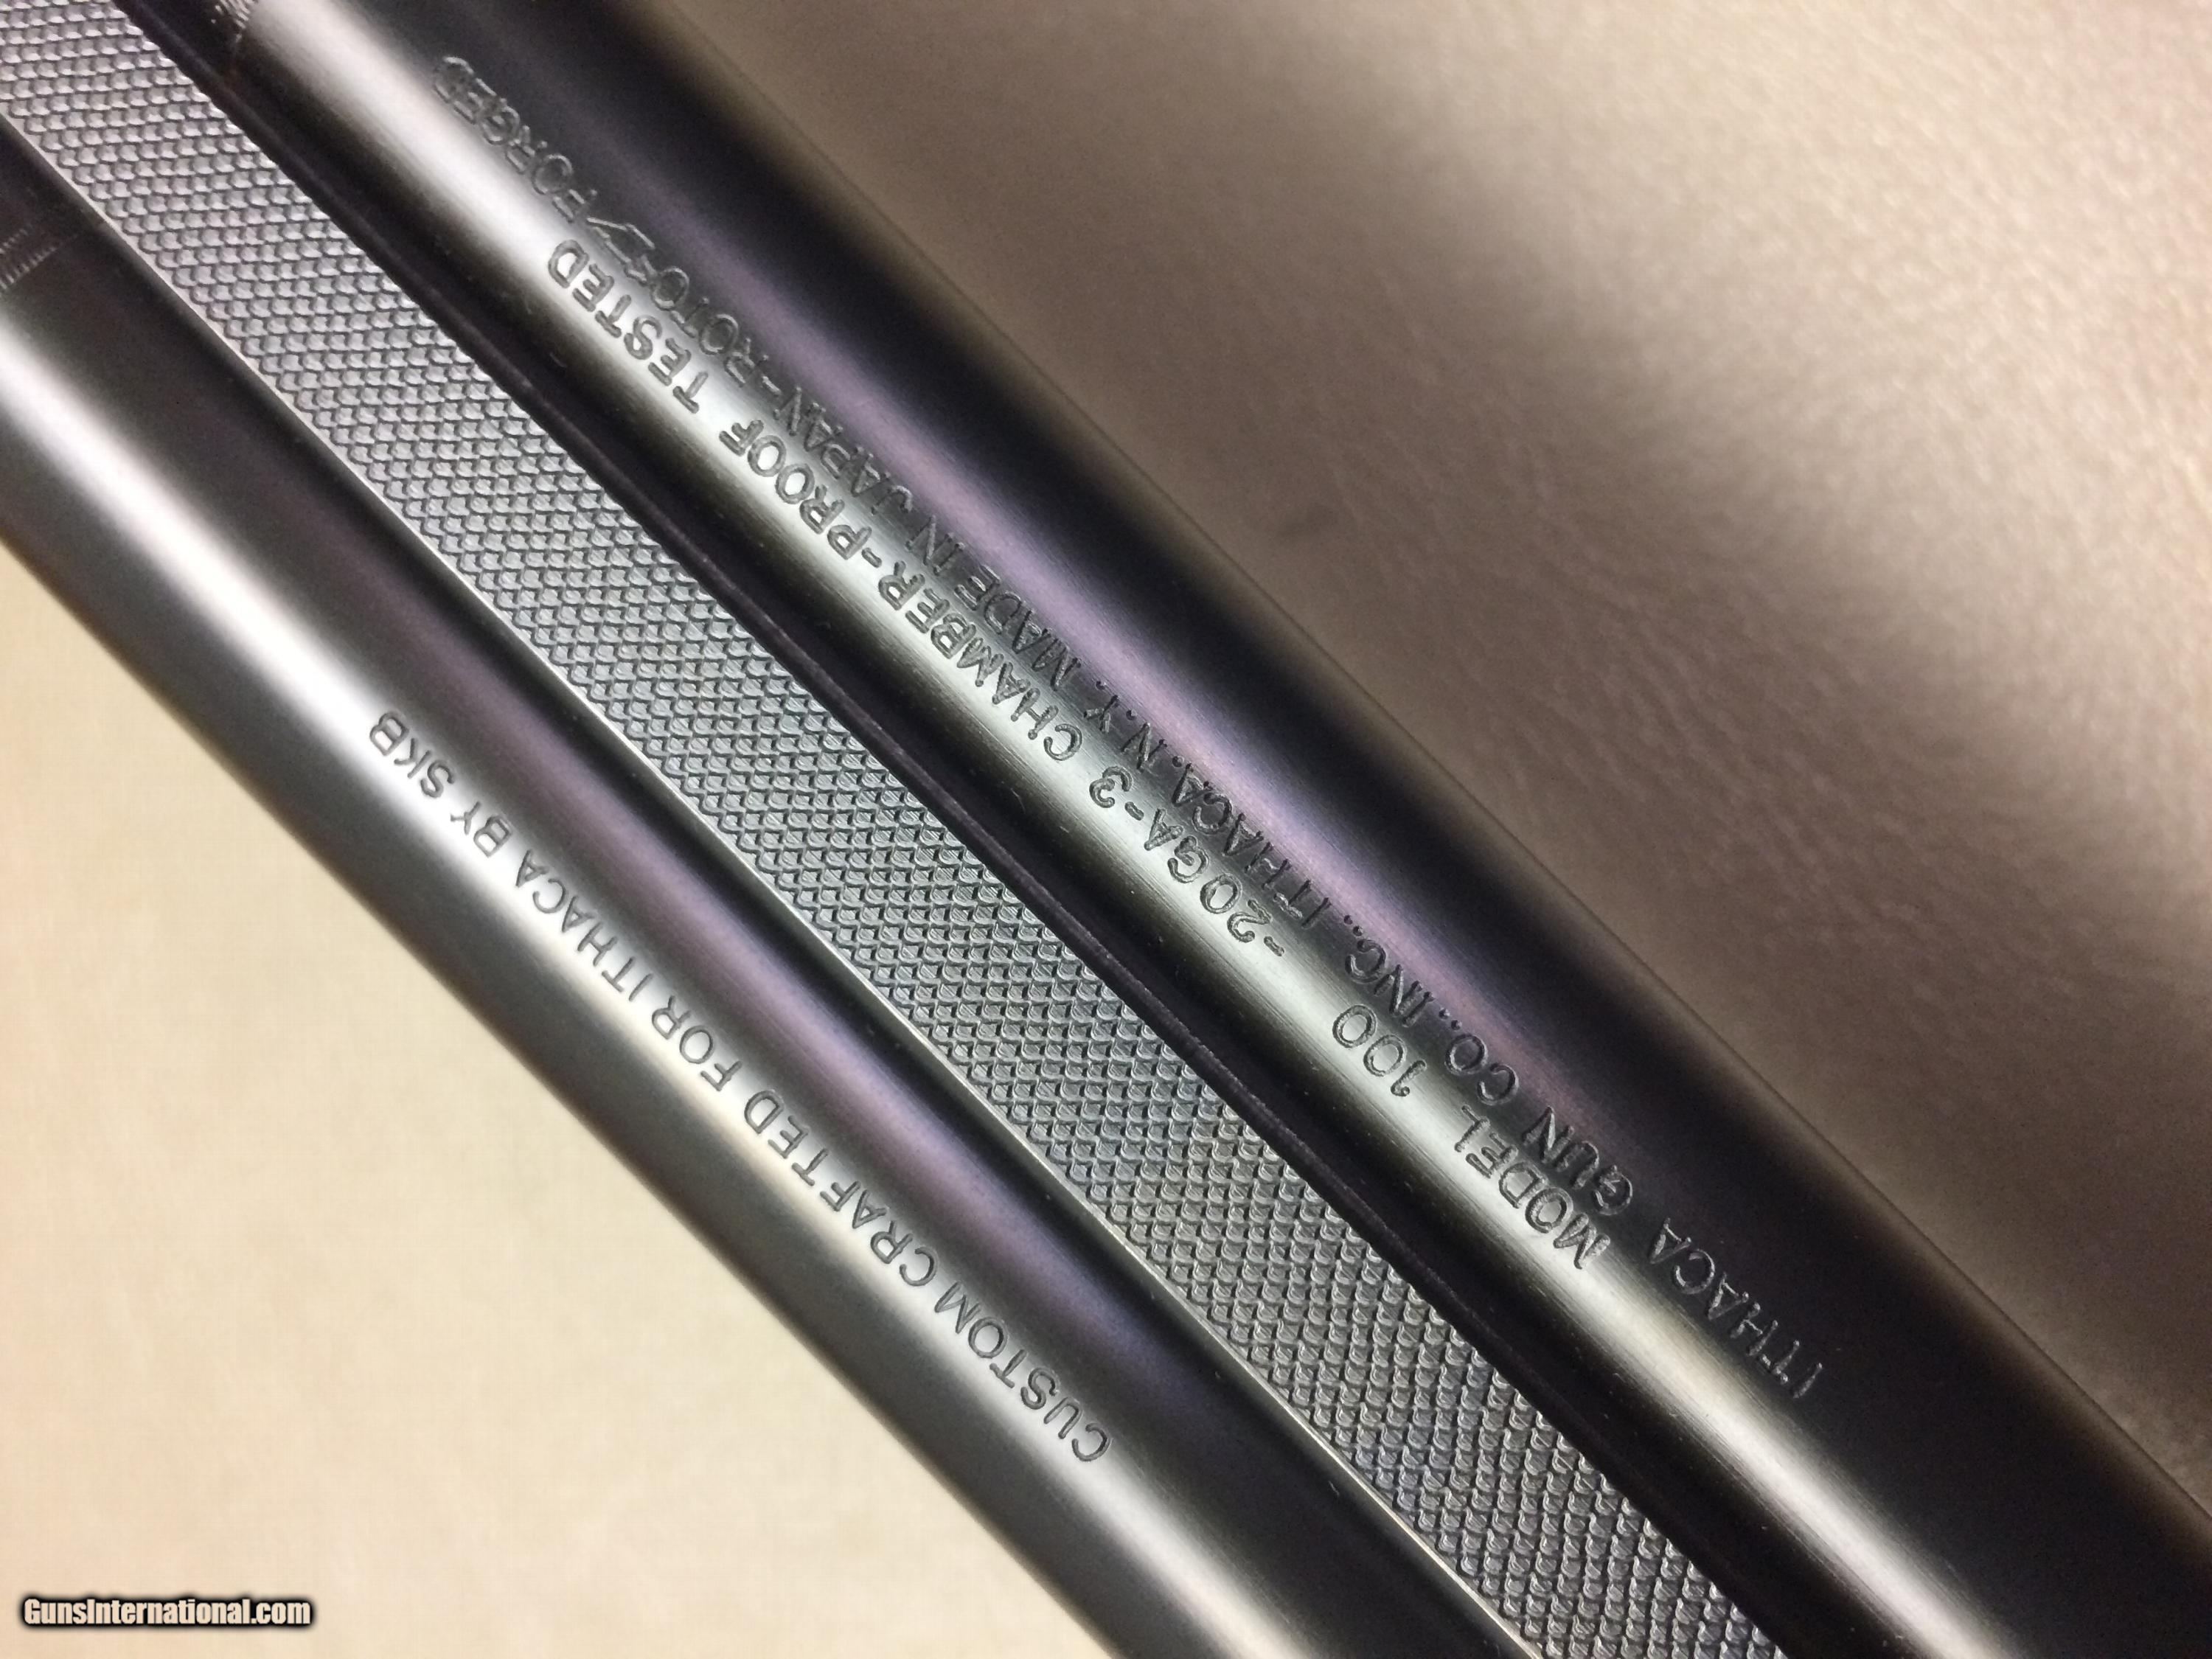 CUSTOM CRAFTED FOR ITHACA BY SKB
MODEL 100 -20GA-3 CHAMBER-PROOF TESTED
ITHACA GUN CO., INC., ITHACA, N.Y. MADE IN JAPAN-ROTO FORGED
GunsInternational.com